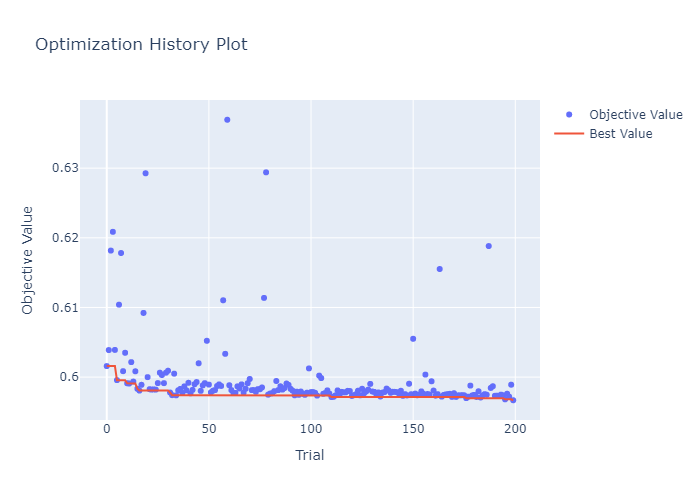 Optimization History Plot
Objective Value
Best Value
0.63
0.62
0.61
0.6
Objective Value
0
50
100
150
200
Trial